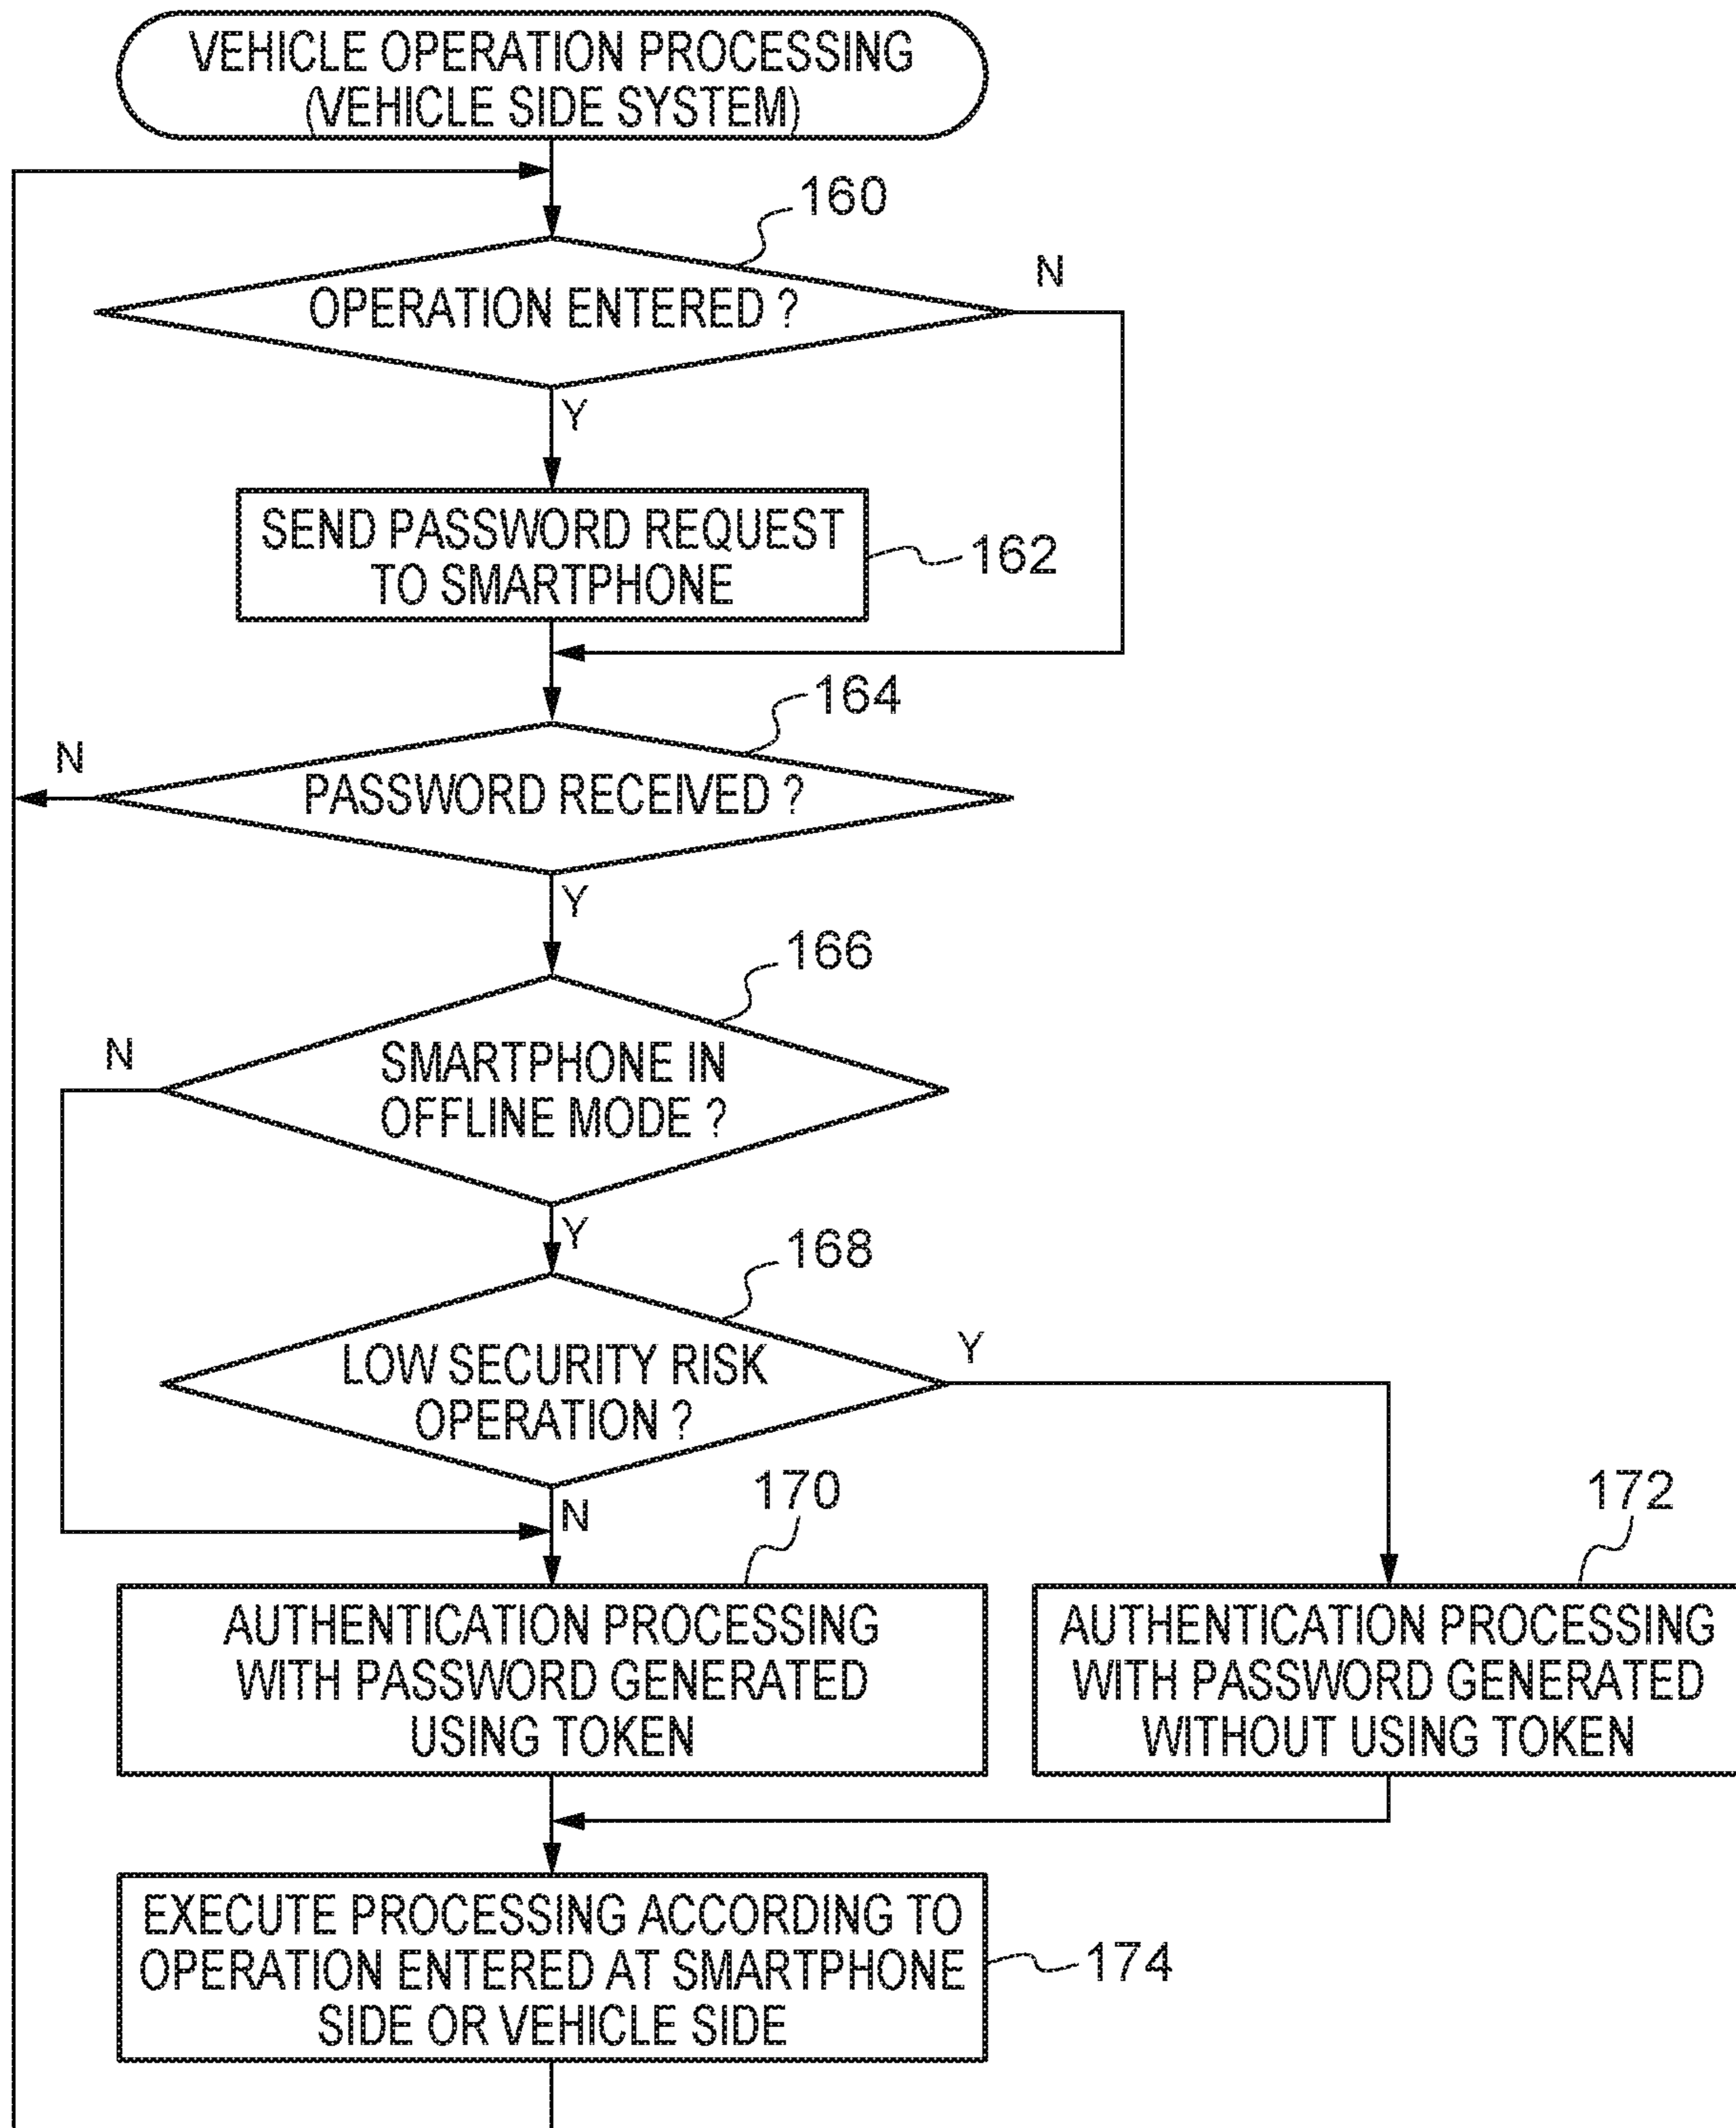 VEHICLE OPERATION PROCESSING
(VEHICLE SIDE SYSTEM)
160
OPERATION ENTERED ?
N
Y
SEND PASSWORD REQUEST
TO SMARTPHONE
162
164
PASSWORD RECEIVED ?
N
Y
166
SMARTPHONE IN
OFFLINE MODE ?
N
Y
168
LOW SECURITY RISK
OPERATION ?
Y
N
170
AUTHENTICATION PROCESSING
WITH PASSWORD GENERATED
USING TOKEN
172
AUTHENTICATION PROCESSING
WITH PASSWORD GENERATED
WITHOUT USING TOKEN
EXECUTE PROCESSING ACCORDING TO
OPERATION ENTERED AT SMARTPHONE
SIDE OR VEHICLE SIDE
174